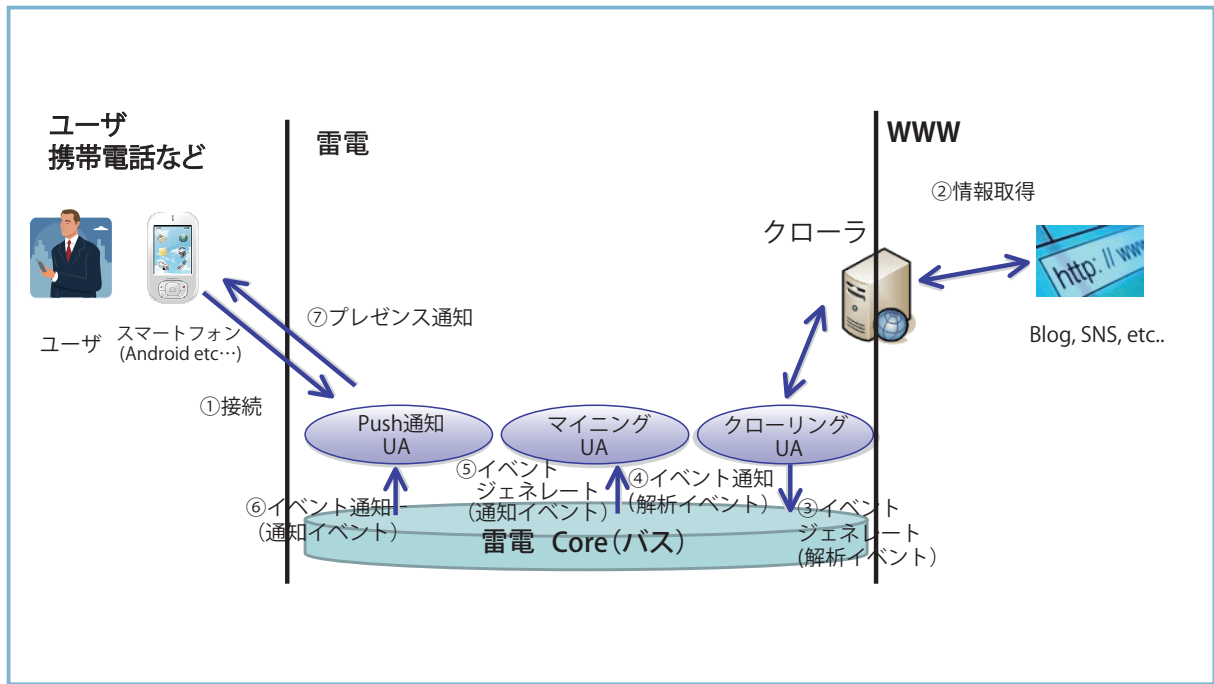 ユーザ
携帯電話など
雷電
WWW
②情報取得
クローラ
http: // www
Blog, SNS, etc..
ユーザ
スマートフォン
(Android etc…)
⑦プレゼンス通知
①接続
Push通知
UA
マイニング
UA
クローリング
UA
⑤イベント
ジェネレート
（通知イベント）
④イベント通知
(解析イベント）
⑥イベント通知
（通知イベント）
③イベント
ジェネレート
(解析イベント）
雷電 Core（バス）